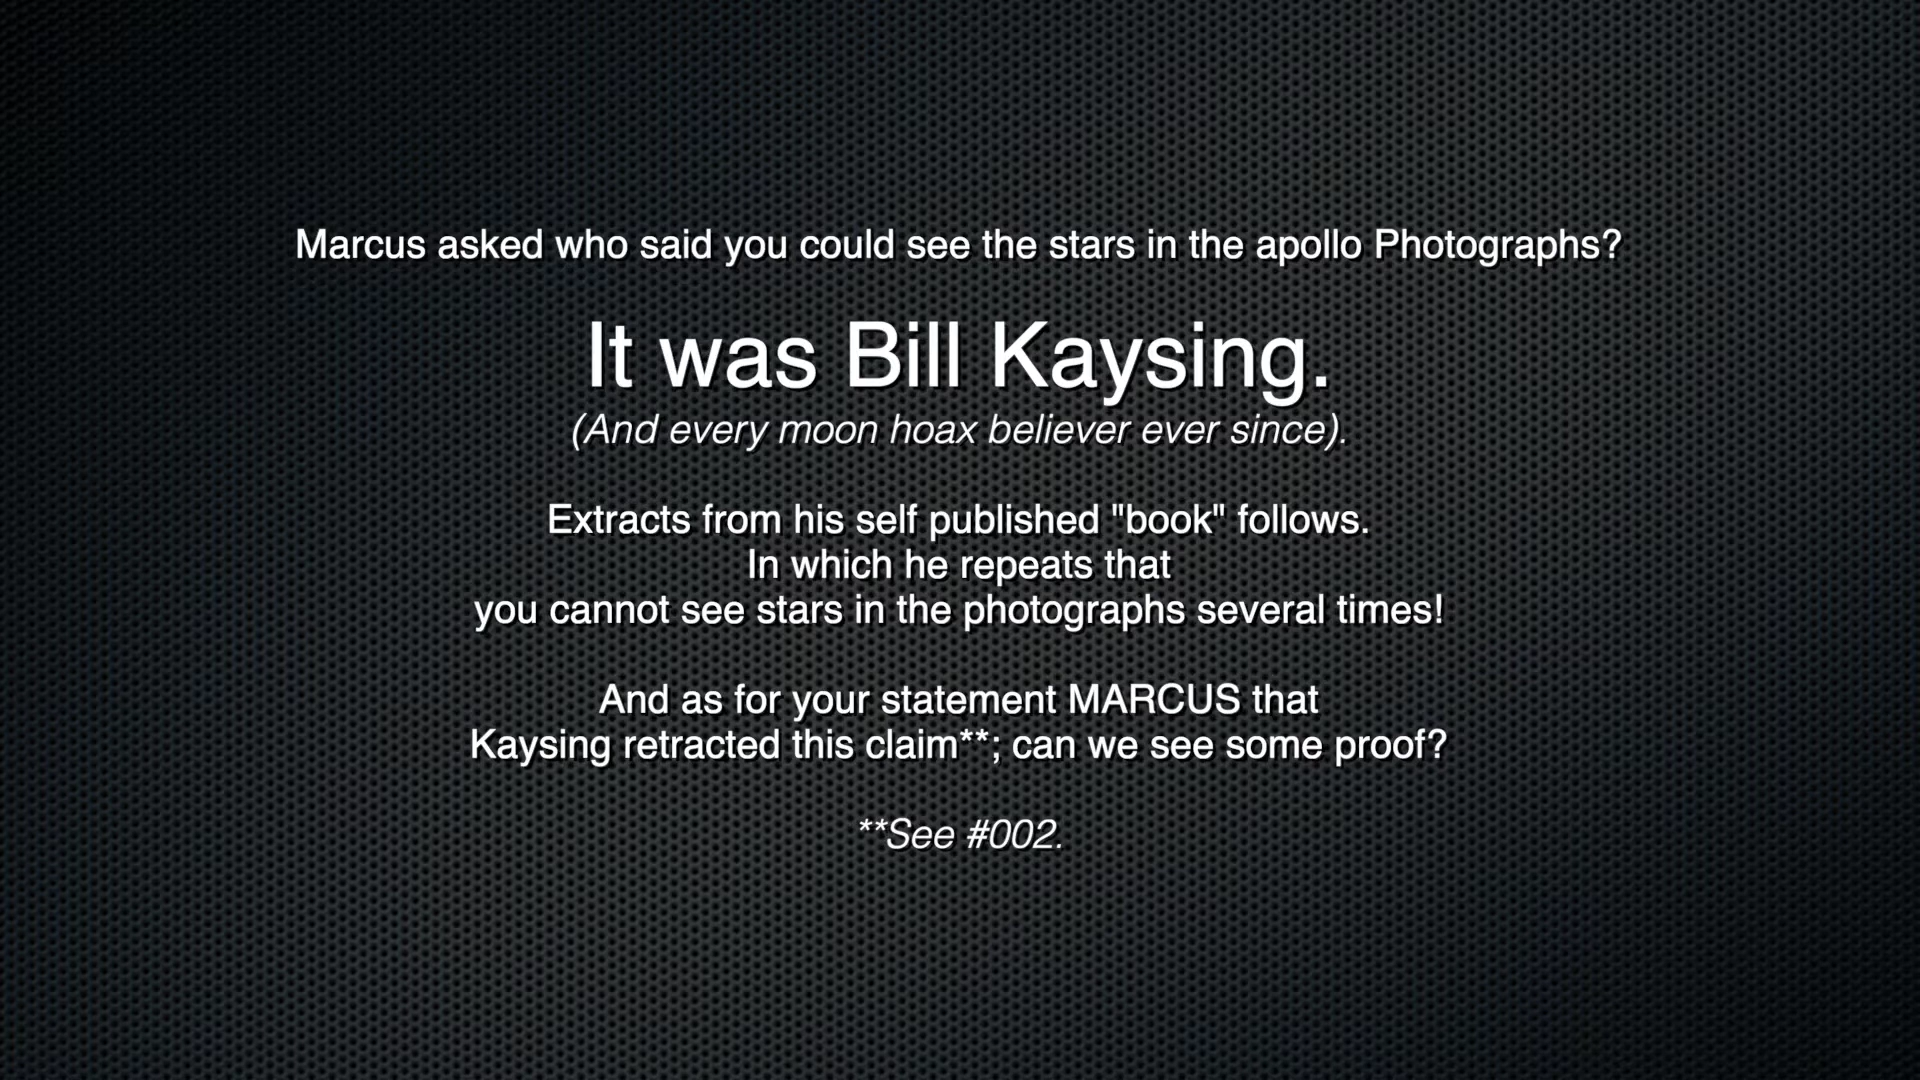 Marcus asked who said you could see the stars in the apollo Photographs?
It was Bill Kaysing.
(And every moon hoax believer ever since).
Extracts from his self published "book" follows.
In which he repeats that
you cannot see stars in the photographs several times!
And as for your statement MARCUS that
Kaysing retracted this claim**; can we see some proof?
**See #002.